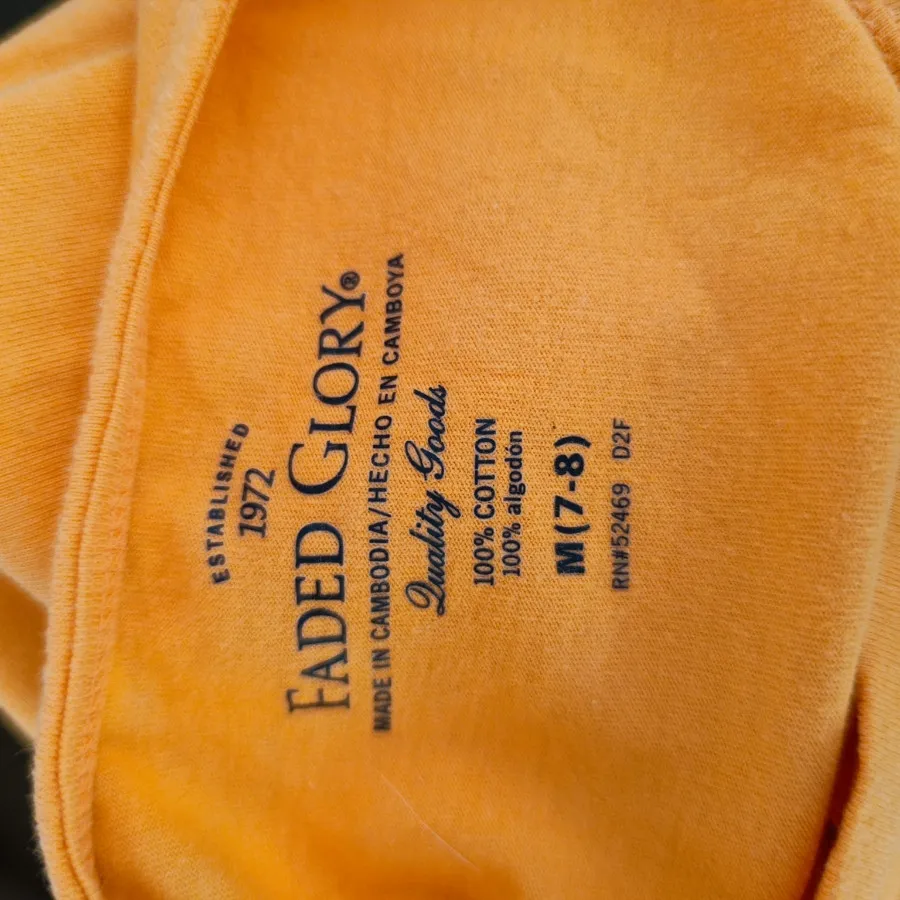 ESTABLISHED
1972
FADED GLORY®
MADE IN CAMBODIA/HECHO EN CAMBOYA
Quality Goods
100% COTTON
100% algodón
M(7-8)
RN#52469 D2F